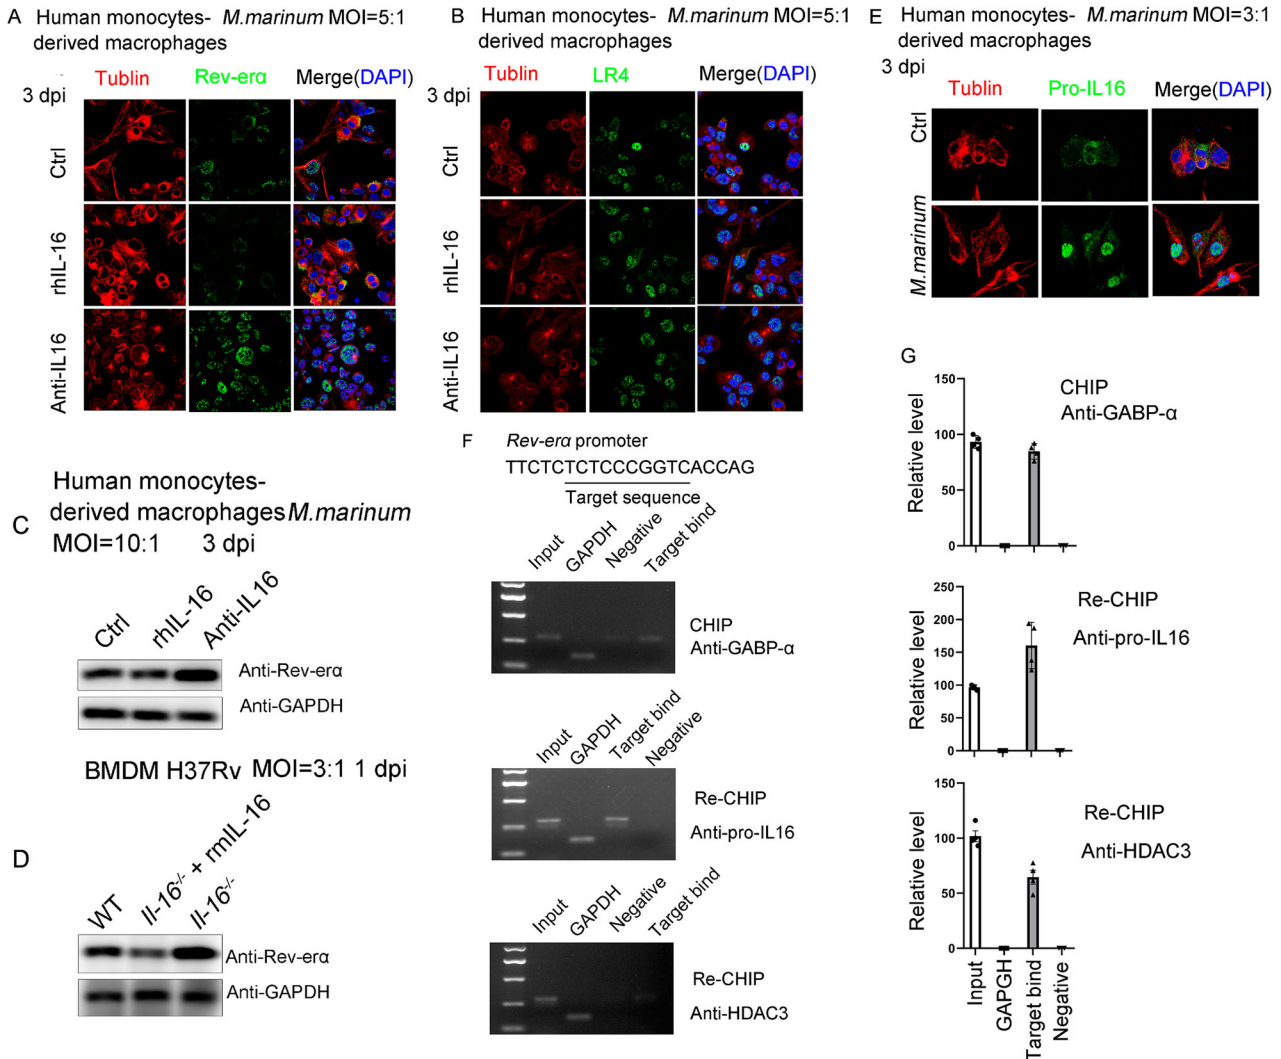 A Human monocytes- M.marinum MOI=5:1
derived macrophages
Tublin Rev-erα Merge(DAPI)
3 dpi
Ctrl
rhIL-16
Anti-IL16
B Human monocytes- M.marinum MOI=5:1
derived macrophages
Tublin LR4 Merge(DAPI)
3 dpi
Ctrl
rhIL-16
Anti-IL16
E Human monocytes- M.marinum MOI=3:1
derived macrophages
3 dpi
Tublin Pro-IL16 Merge(DAPI)
Ctrl
M.marinum
C Human monocytes-
derived macrophages M.marinum
MOI=10:1 3 dpi
Ctrl rhIL-16 Anti-IL16
Anti-Rev-erα
Anti-GAPDH
BMDM H37Rv MOI=3:1 1 dpi
D
WT Il-16-/- + rmIL-16 Il-16-/-
Anti-Rev-erα
Anti-GAPDH
F Rev-erα promoter
TTCTCTCTCCCGGTCACCAG
Target sequence
Input GAPDH Negative Target bind
CHIP
Anti-GABP-α
Input GAPDH Target bind Negative
Re-CHIP
Anti-pro-IL16
Input GAPDH Negative Target bind
Re-CHIP
Anti-HDAC3
G
150
100
50
0
Relative level
CHIP
Anti-GABP-α
250
200
150
100
50
0
Relative level
Re-CHIP
Anti-pro-IL16
150
100
50
0
Relative level
Re-CHIP
Anti-HDAC3
Input GAPGH Target bind Negative